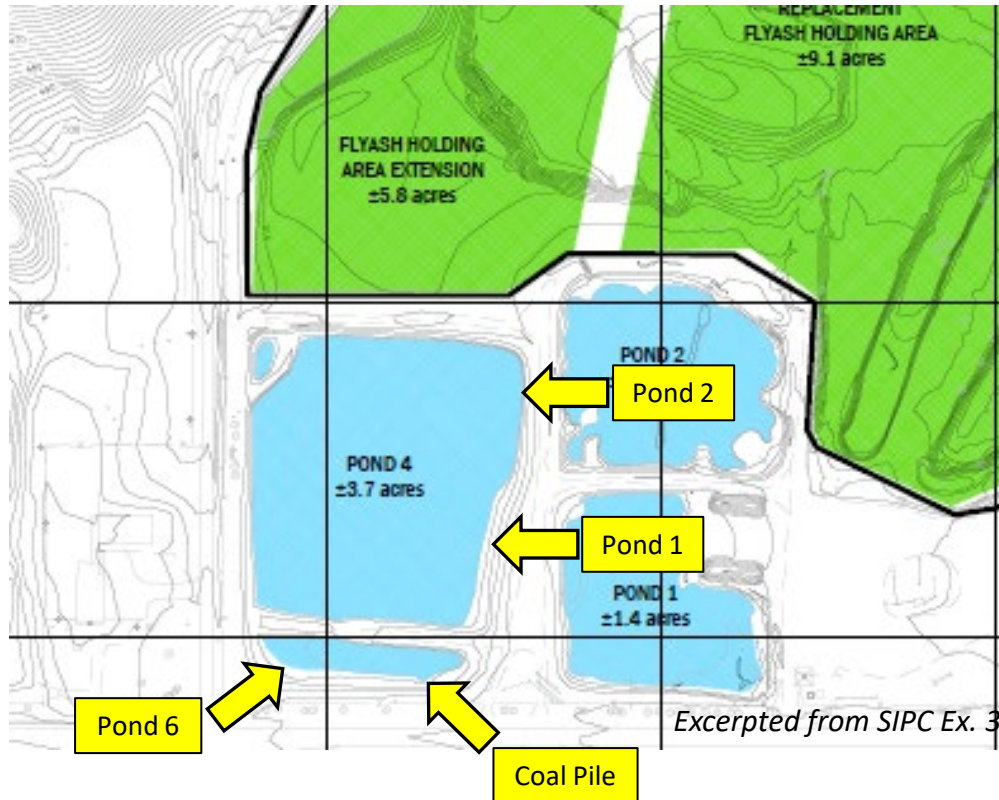 REPLACEMENT
FLYASH HOLDING AREA
±9.1 acres
FLYASH HOLDING
AREA EXTENSION
±5.8 acres
POND 2
Pond 2
POND 4
±3.7 acres
Pond 1
POND 1
±1.4 acres
Pond 6
Excerpted from SIPC Ex. 3
Coal Pile